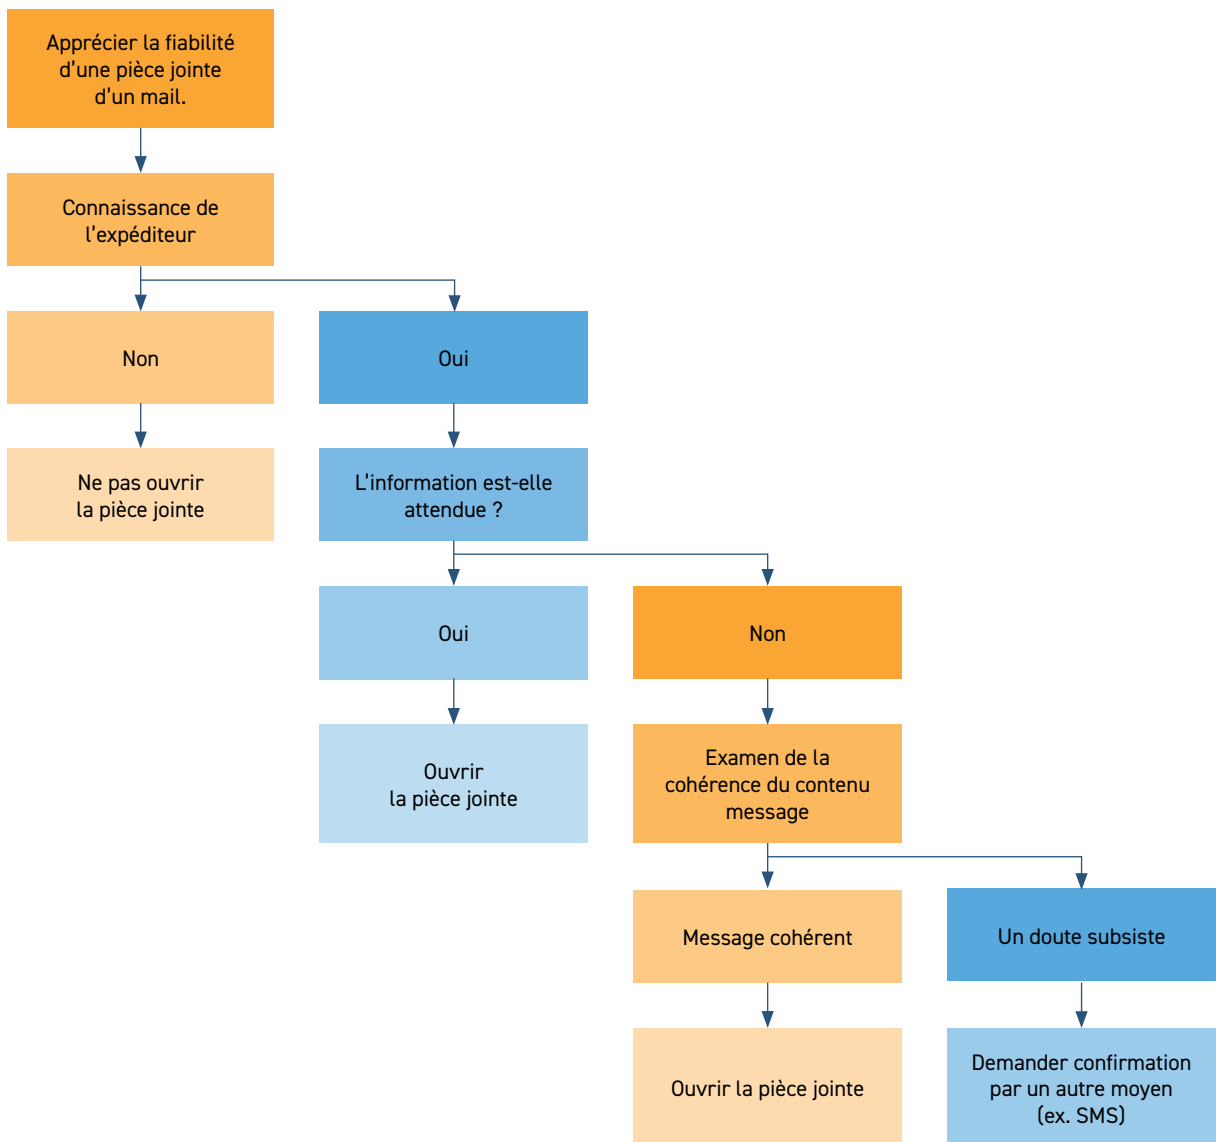 Apprécier la fiabilité
d'une pièce jointe
d'un mail.
Connaissance de
l'expéditeur
Non
Oui
Ne pas ouvrir
la pièce jointe
L'information est-elle
attendue ?
Oui
Non
Ouvrir
la pièce jointe
Examen de la
cohérence du contenu
message
Message cohérent
Un doute subsiste
Ouvrir la pièce jointe
Demander confirmation
par un autre moyen
(ex. SMS)